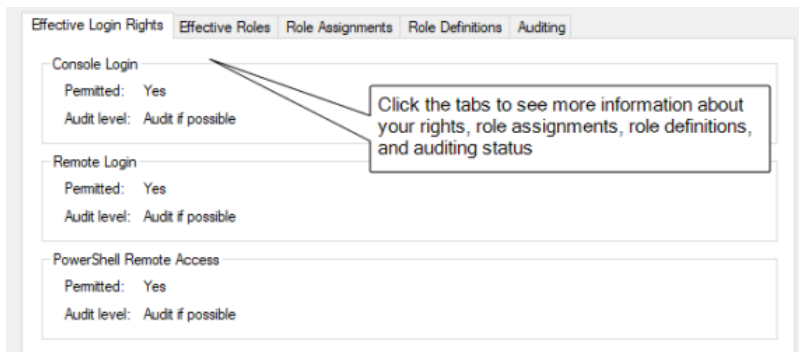 Effective Login Rights Effective Roles Role Assignments Role Definitions Auditing
Console Login
Permitted: Yes
Audit level: Audit if possible
Click the tabs to see more information about
your rights, role assignments, role definitions,
and auditing status
Remote Login
Permitted: Yes
Audit level: Audit if possible
PowerShell Remote Access
Permitted: Yes
Audit level: Audit if possible